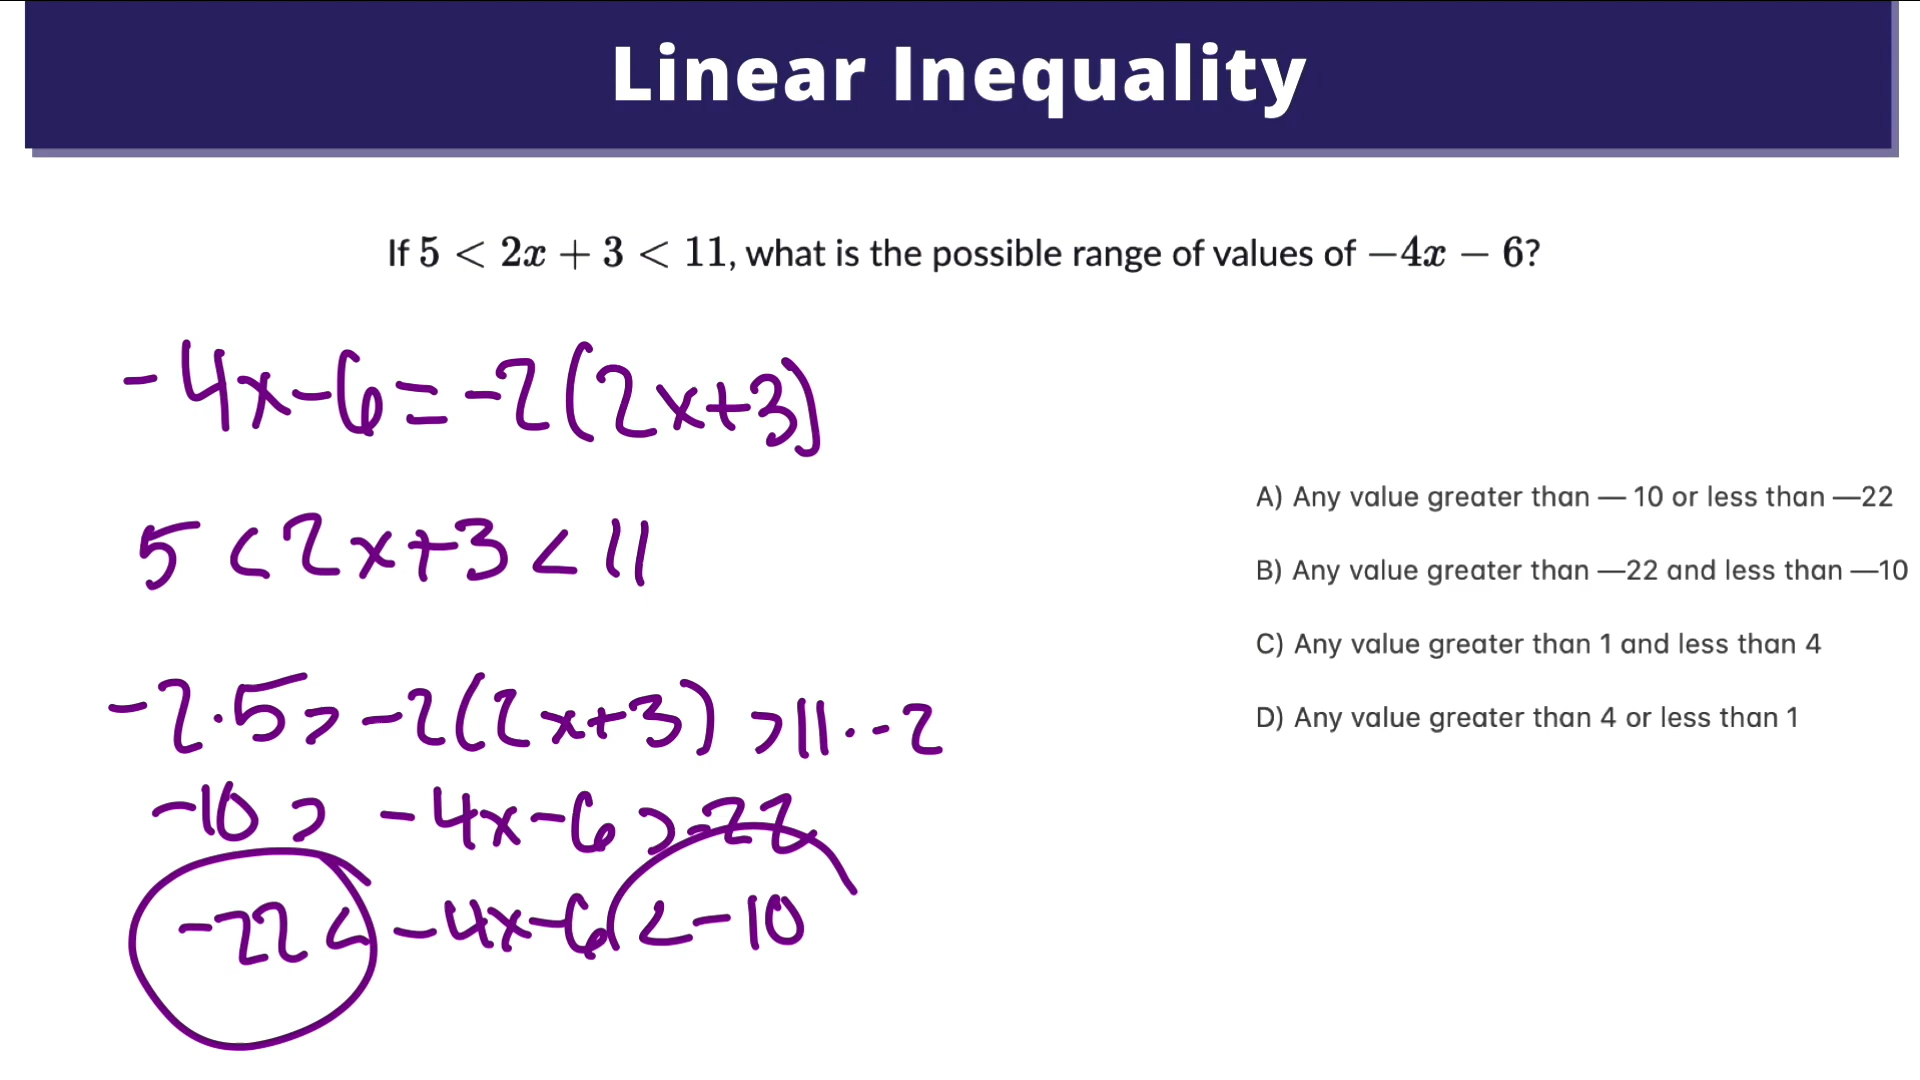 Linear Inequality
If 5 < 2x + 3 < 11, what is the possible range of values of −4x − 6?
-4x-6=-2(2x+3)
5<2x+3<11
-2·5>-2(2x+3)>11·-2
-10>-4x-6>-22
-22<-4x-6<-10
A) Any value greater than — 10 or less than —22
B) Any value greater than —22 and less than —10
C) Any value greater than 1 and less than 4
D) Any value greater than 4 or less than 1